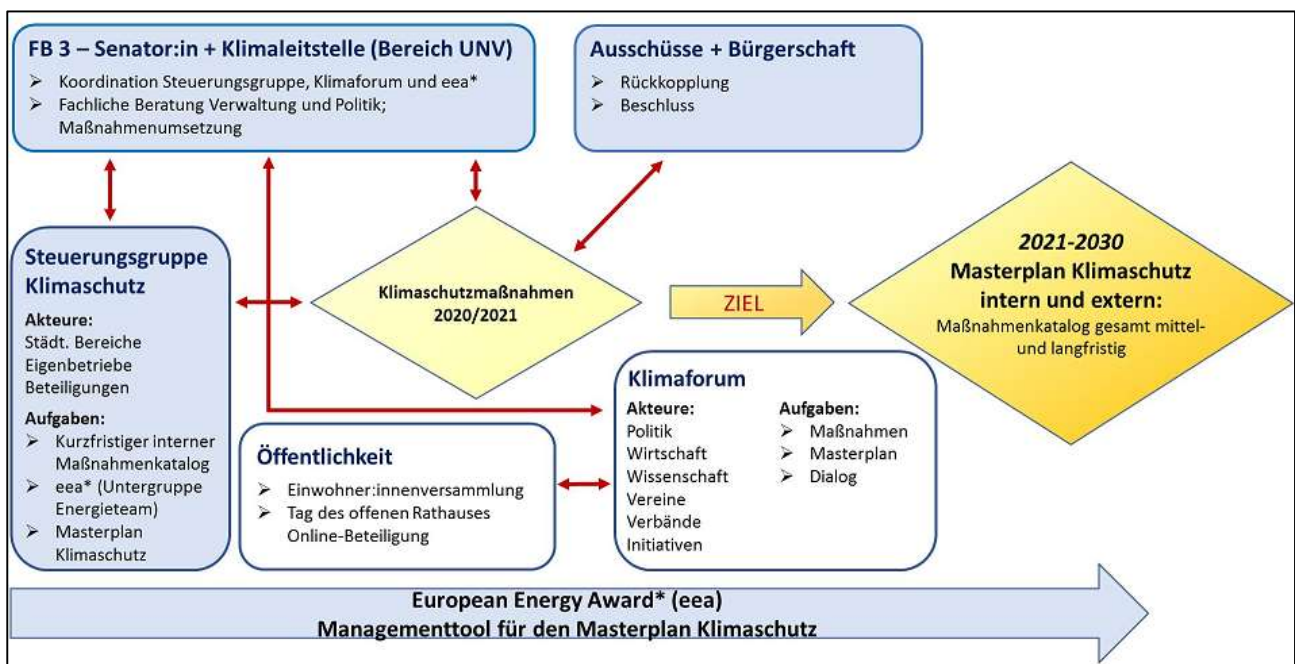 FB 3 – Senator:in + Klimaleitstelle (Bereich UNV)
➢ Koordination Steuerungsgruppe, Klimaforum und eea*
➢ Fachliche Beratung Verwaltung und Politik;
Maßnahmenumsetzung
Ausschüsse + Bürgerschaft
➢ Rückkopplung
➢ Beschluss
Steuerungsgruppe
Klimaschutz
Akteure:
Städt. Bereiche
Eigenbetriebe
Beteiligungen
Aufgaben:
➢ Kurzfristiger interner
Maßnahmenkatalog
➢ eea* (Untergruppe
Energieteam)
➢ Masterplan
Klimaschutz
Klimaschutzmaßnahmen
2020/2021
ZIEL
2021-2030
Masterplan Klimaschutz
intern und extern:
Maßnahmenkatalog gesamt mittel-
und langfristig
Öffentlichkeit
➢ Einwohner:innenversammlung
➢ Tag des offenen Rathauses
Online-Beteiligung
Klimaforum
Akteure:
Politik
Wirtschaft
Wissenschaft
Vereine
Verbände
Initiativen
Aufgaben:
➢ Maßnahmen
➢ Masterplan
➢ Dialog
European Energy Award* (eea)
Managementtool für den Masterplan Klimaschutz